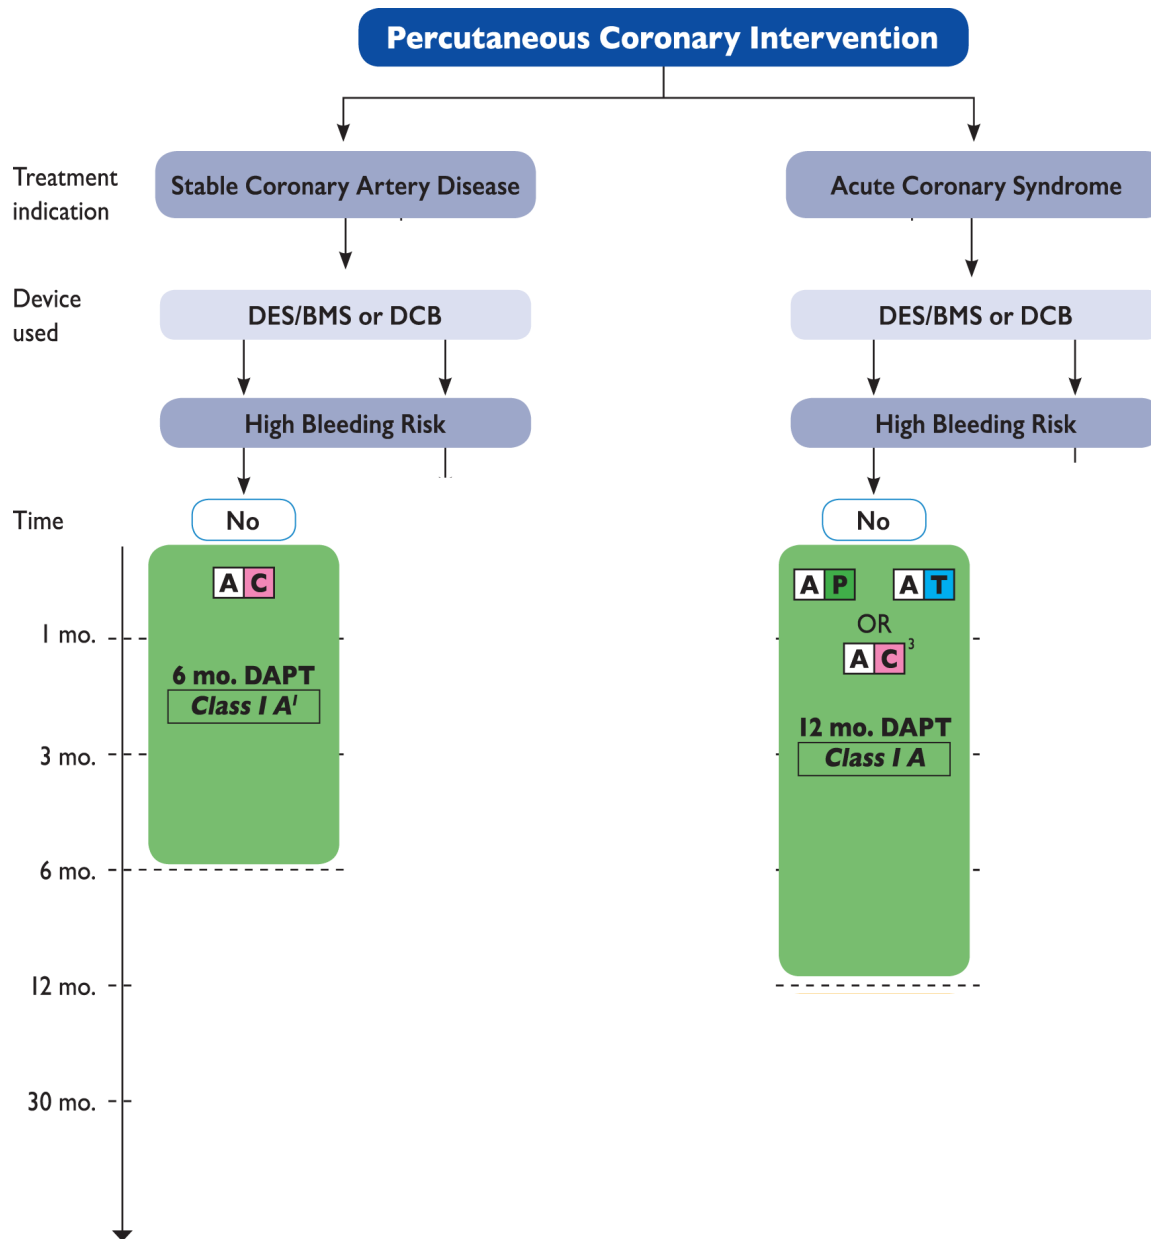 Percutaneous Coronary Intervention
Treatment
indication
Stable Coronary Artery Disease
Acute Coronary Syndrome
Device
used
DES/BMS or DCB
DES/BMS or DCB
High Bleeding Risk
High Bleeding Risk
Time
No
No
A C
A P A T
OR
A C 3
1 mo.
6 mo. DAPT
Class I A1
12 mo. DAPT
Class I A
3 mo.
6 mo.
12 mo.
30 mo.